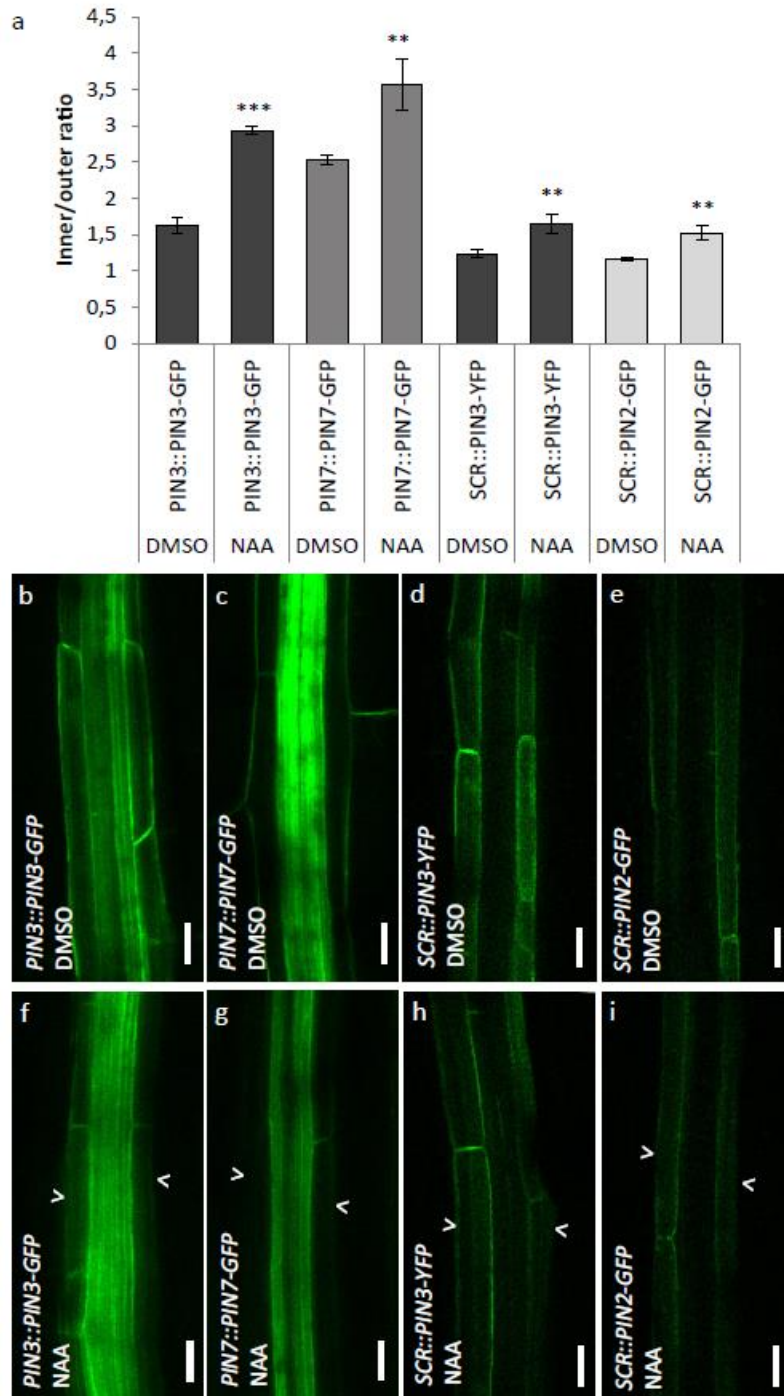 a
4,5
4
3,5
3
2,5
2
1,5
1
0,5
0
Inner/outer ratio
***
**
**
**
PIN3::PIN3-GFP
PIN3::PIN3-GFP
PIN7::PIN7-GFP
PIN7::PIN7-GFP
SCR::PIN3-YFP
SCR::PIN3-YFP
SCR::PIN2-GFP
SCR::PIN2-GFP
DMSO NAA DMSO NAA DMSO NAA DMSO NAA
b
PIN3::PIN3-GFP
DMSO
c
PIN7::PIN7-GFP
DMSO
d
SCR::PIN3-YFP
DMSO
e
SCR::PIN2-GFP
DMSO
f
PIN3::PIN3-GFP
NAA
g
PIN7::PIN7-GFP
NAA
h
SCR::PIN3-YFP
NAA
i
SCR::PIN2-GFP
NAA